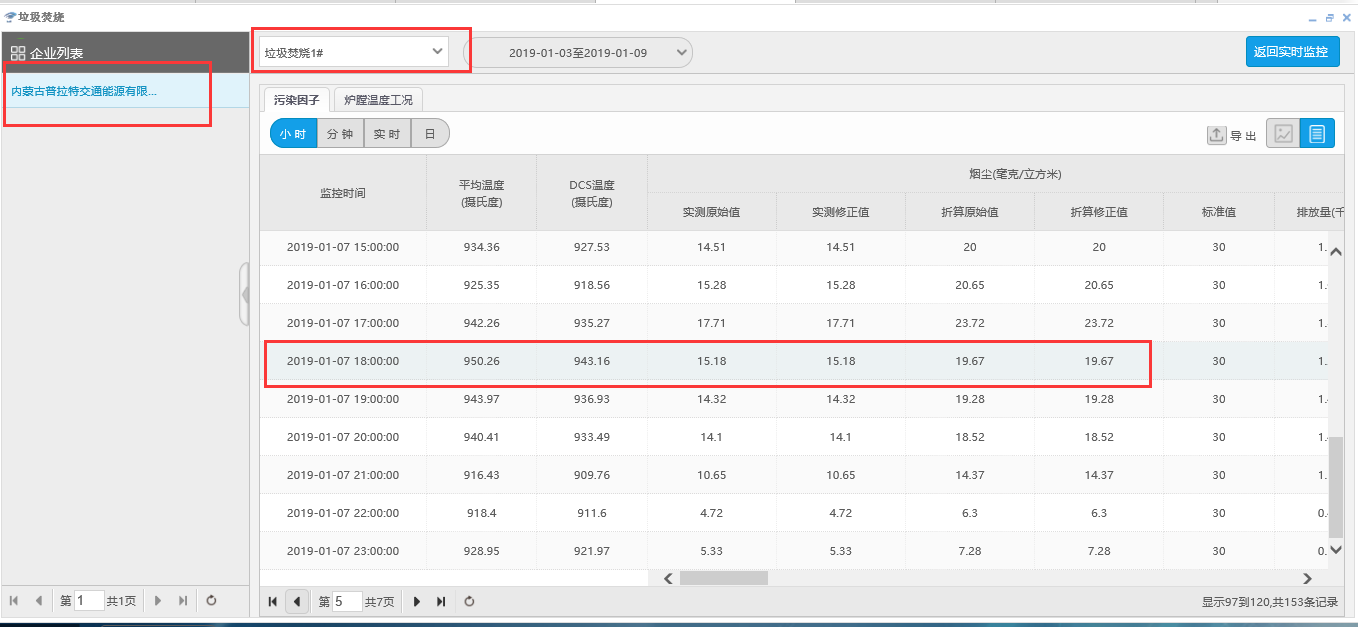 垃圾焚烧
企业列表
内蒙古普拉特交通能源有限...
垃圾焚烧1#
2019-01-03至2019-01-09
返回实时监控
污染因子 炉膛温度工况
小时 分钟 实时 日
导出
监控时间 平均温度(摄氏度) DCS温度(摄氏度) 烟尘(毫克/立方米)
实测原始值 实测修正值 折算原始值 折算修正值 标准值 排放量(千
2019-01-07 15:00:00 934.36 927.53 14.51 14.51 20 20 30 1.
2019-01-07 16:00:00 925.35 918.56 15.28 15.28 20.65 20.65 30 1.
2019-01-07 17:00:00 942.26 935.27 17.71 17.71 23.72 23.72 30 1.
2019-01-07 18:00:00 950.26 943.16 15.18 15.18 19.67 19.67 30 1.
2019-01-07 19:00:00 943.97 936.93 14.32 14.32 19.28 19.28 30 1.
2019-01-07 20:00:00 940.41 933.49 14.1 14.1 18.52 18.52 30 1.
2019-01-07 21:00:00 916.43 909.76 10.65 10.65 14.37 14.37 30 1.
2019-01-07 22:00:00 918.4 911.6 4.72 4.72 6.3 6.3 30 0.
2019-01-07 23:00:00 928.95 921.97 5.33 5.33 7.28 7.28 30 0.
第 1 共1页
第 5 共7页
显示97到120,共153条记录